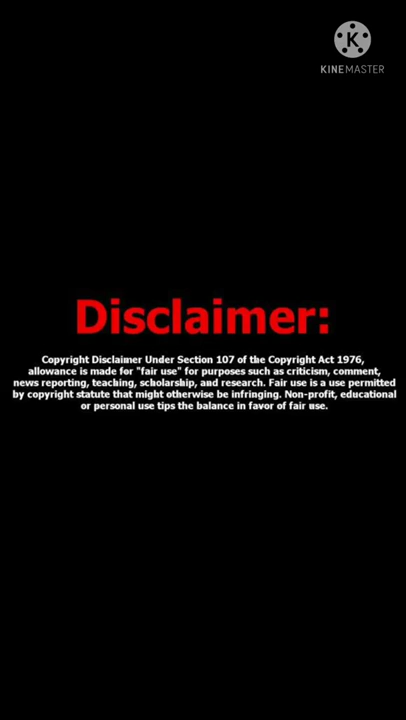 K
KINEMASTER
Disclaimer:
Copyright Disclaimer Under Section 107 of the Copyright Act 1976,
allowance is made for "fair use" for purposes such as criticism, comment,
news reporting, teaching, scholarship, and research. Fair use is a use permitted
by copyright statute that might otherwise be infringing. Non-profit, educational
or personal use tips the balance in favor of fair use.